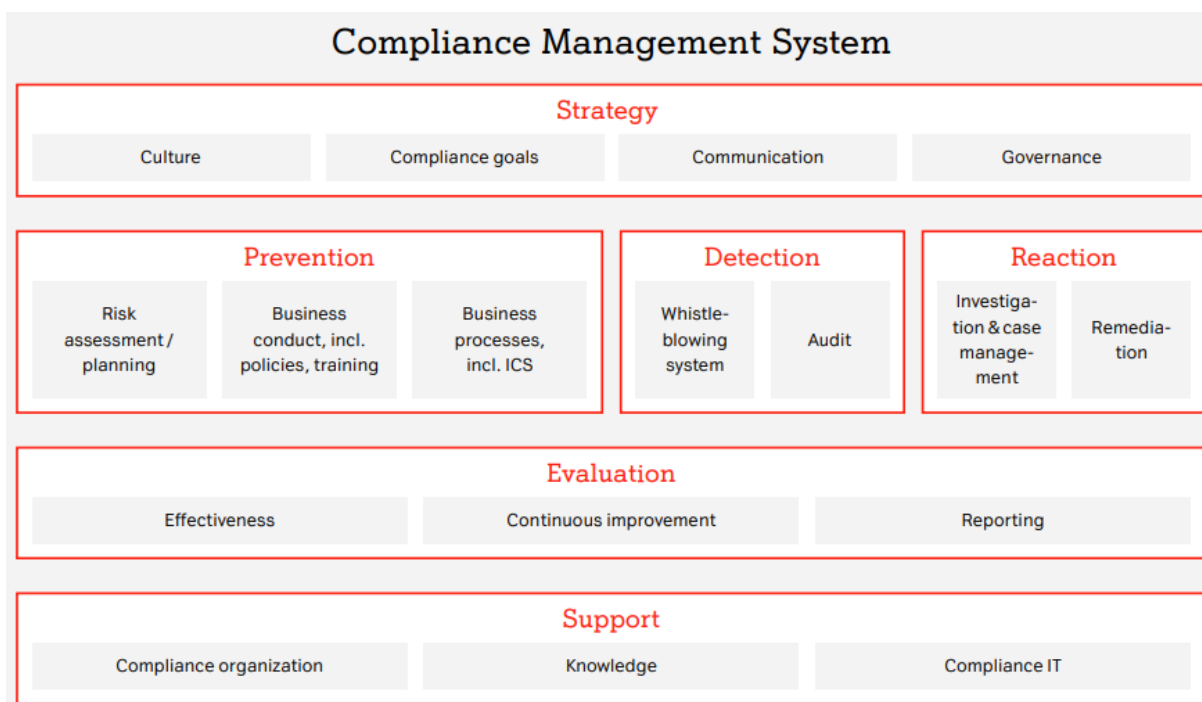 Compliance Management System
Strategy
Culture
Compliance goals
Communication
Governance
Prevention
Risk
assessment /
planning
Business
conduct, incl.
policies, training
Business
processes,
incl. ICS
Detection
Whistle-
blowing
system
Audit
Reaction
Investiga-
tion & case
manage-
ment
Remedia-
tion
Evaluation
Effectiveness
Continuous improvement
Reporting
Support
Compliance organization
Knowledge
Compliance IT